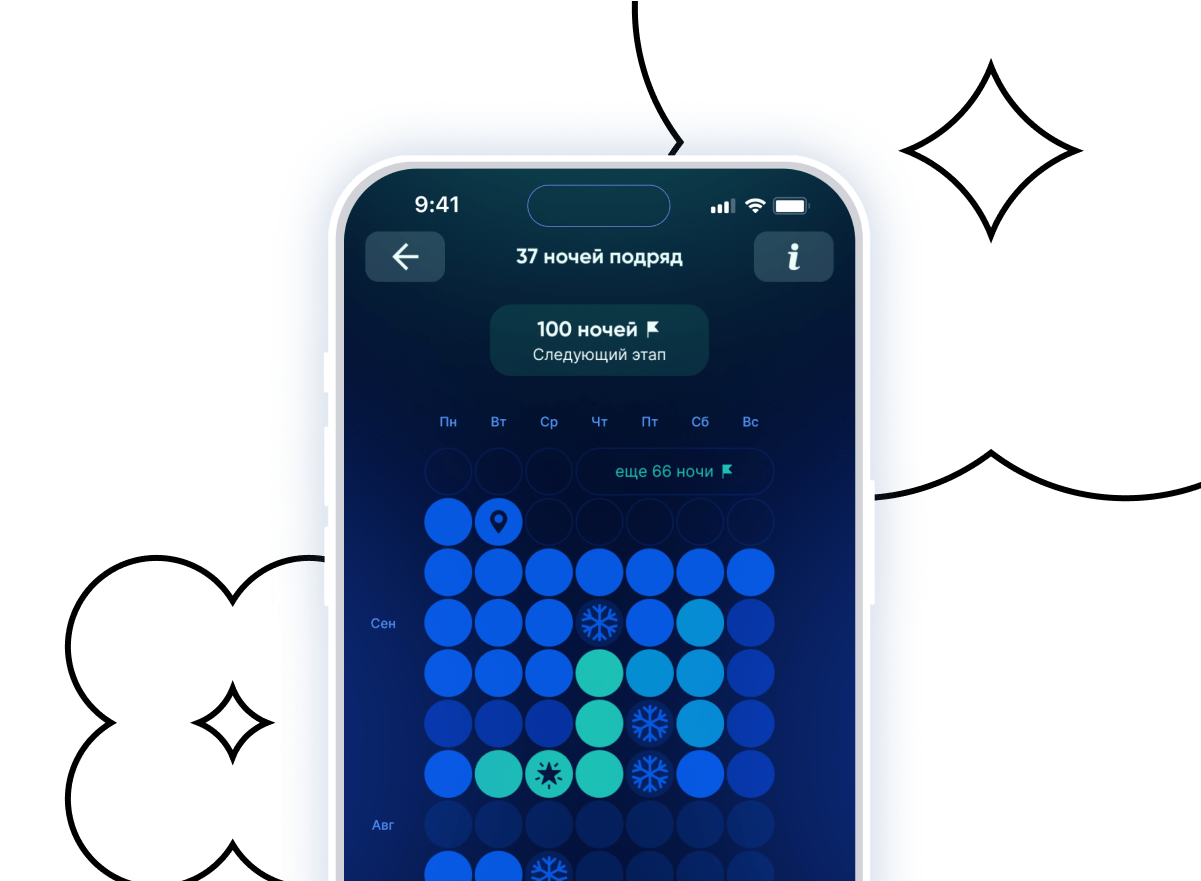 9:41
37 ночей подряд
i
100 ночей
Следующий этап
Пн Вт Ср Чт Пт Сб Вс
еще 66 ночи
Сен
Авг